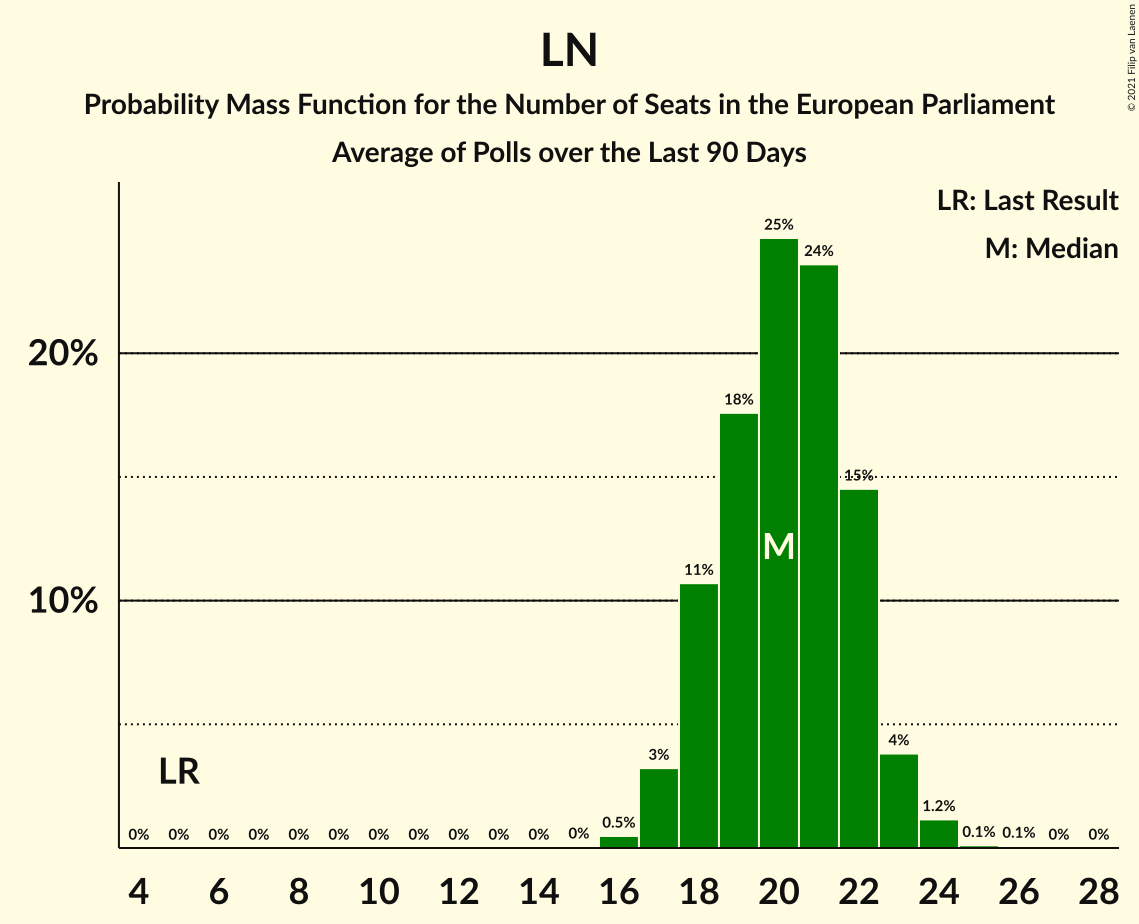 LN
Probability Mass Function for the Number of Seats in the European Parliament
Average of Polls over the Last 90 Days
© 2021 Filip van Laenen
LR: Last Result
M: Median
20%
10%
0% 0% 0% 0% 0% 0% 0% 0% 0% 0% 0% 0% 0.5% 3% 11% 18% 25% 24% 15% 4% 1.2% 0.1% 0.1% 0% 0%
LR
M
4 6 8 10 12 14 16 18 20 22 24 26 28